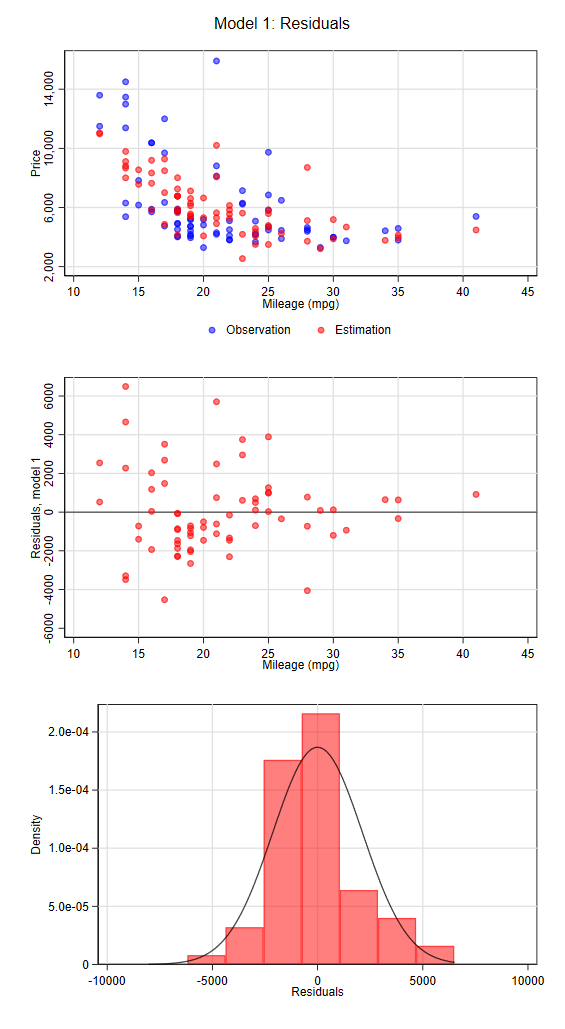 Model 1: Residuals
Price
14,000
10,000
6,000
2,000
10 15 20 25 30 35 40 45
Mileage (mpg)
Observation Estimation
Residuals, model 1
6000
4000
2000
0
-2000
-4000
-6000
10 15 20 25 30 35 40 45
Mileage (mpg)
Density
2.0e-04
1.5e-04
1.0e-04
5.0e-05
0
-10000 -5000 0 5000 10000
Residuals